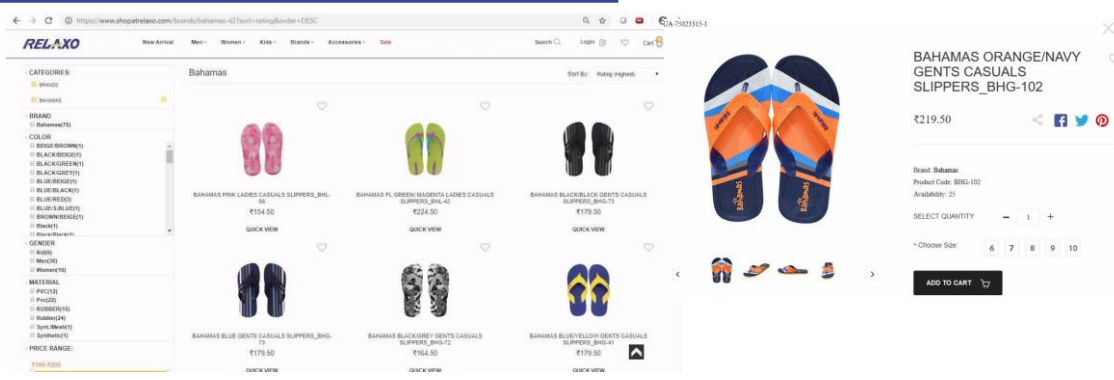 https://www.shopatrelaxo.com/brands/bahamas-42?sort=rating&order=DESC
RELAXO
New Arrival
Men
Women
Kids
Brands
Accessories
Sale
Search
Login
Cart
- CATEGORIES:
BRANDS
BAHAMAS
- BRAND
Bahamas(75)
- COLOR
BEIGE/BROWN(1)
BLACK/BEIGE(1)
BLACK/GREEN(1)
BLACK/GREY(1)
BLUE/BEIGE(1)
BLUE/BLACK(1)
BLUE/RED(3)
BLUE/S.BLUE(1)
BROWN/BEIGE(1)
Black(1)
Black/Black(1)
- GENDER
Men(36)
Women(16)
- MATERIAL
PVC(12)
Pvc(22)
RUBBER(15)
Rubber(24)
Synt./Mesh(1)
Synthetic(1)
- PRICE RANGE:
Bahamas
Sort By: Rating (Highest)
BAHAMAS PINK LADIES CASUALS SLIPPERS_BHL-
₹154.50
QUICK VIEW
BAHAMAS FL GREEN/ MAGENTA LADIES CASUALS
SLIPPERS_BHL-42
₹224.50
QUICK VIEW
BAHAMAS BLACK/BLACK GENTS CASUALS
SLIPPERS_BHG-73
₹179.50
QUICK VIEW
BAHAMAS BLUE GENTS CASUALS SLIPPERS_BHG-
73
₹179.50
QUICK VIEW
BAHAMAS BLACK/GREY GENTS CASUALS
SLIPPERS_BHG-72
₹164.50
QUICK VIEW
BAHAMAS BLUE/YELLOW GENTS CASUALS
SLIPPERS_BHG-41
₹179.50
QUICK VIEW
UA-75023315-1
Bahamas
Bahamas
BAHAMAS ORANGE/NAVY
GENTS CASUALS
SLIPPERS_BHG-102
₹219.50
Brand: Bahamas
Product Code: BHG-102
Availability: 25
SELECT QUANTITY
- 1 +
* Choose Size
6 7 8 9 10
ADD TO CART